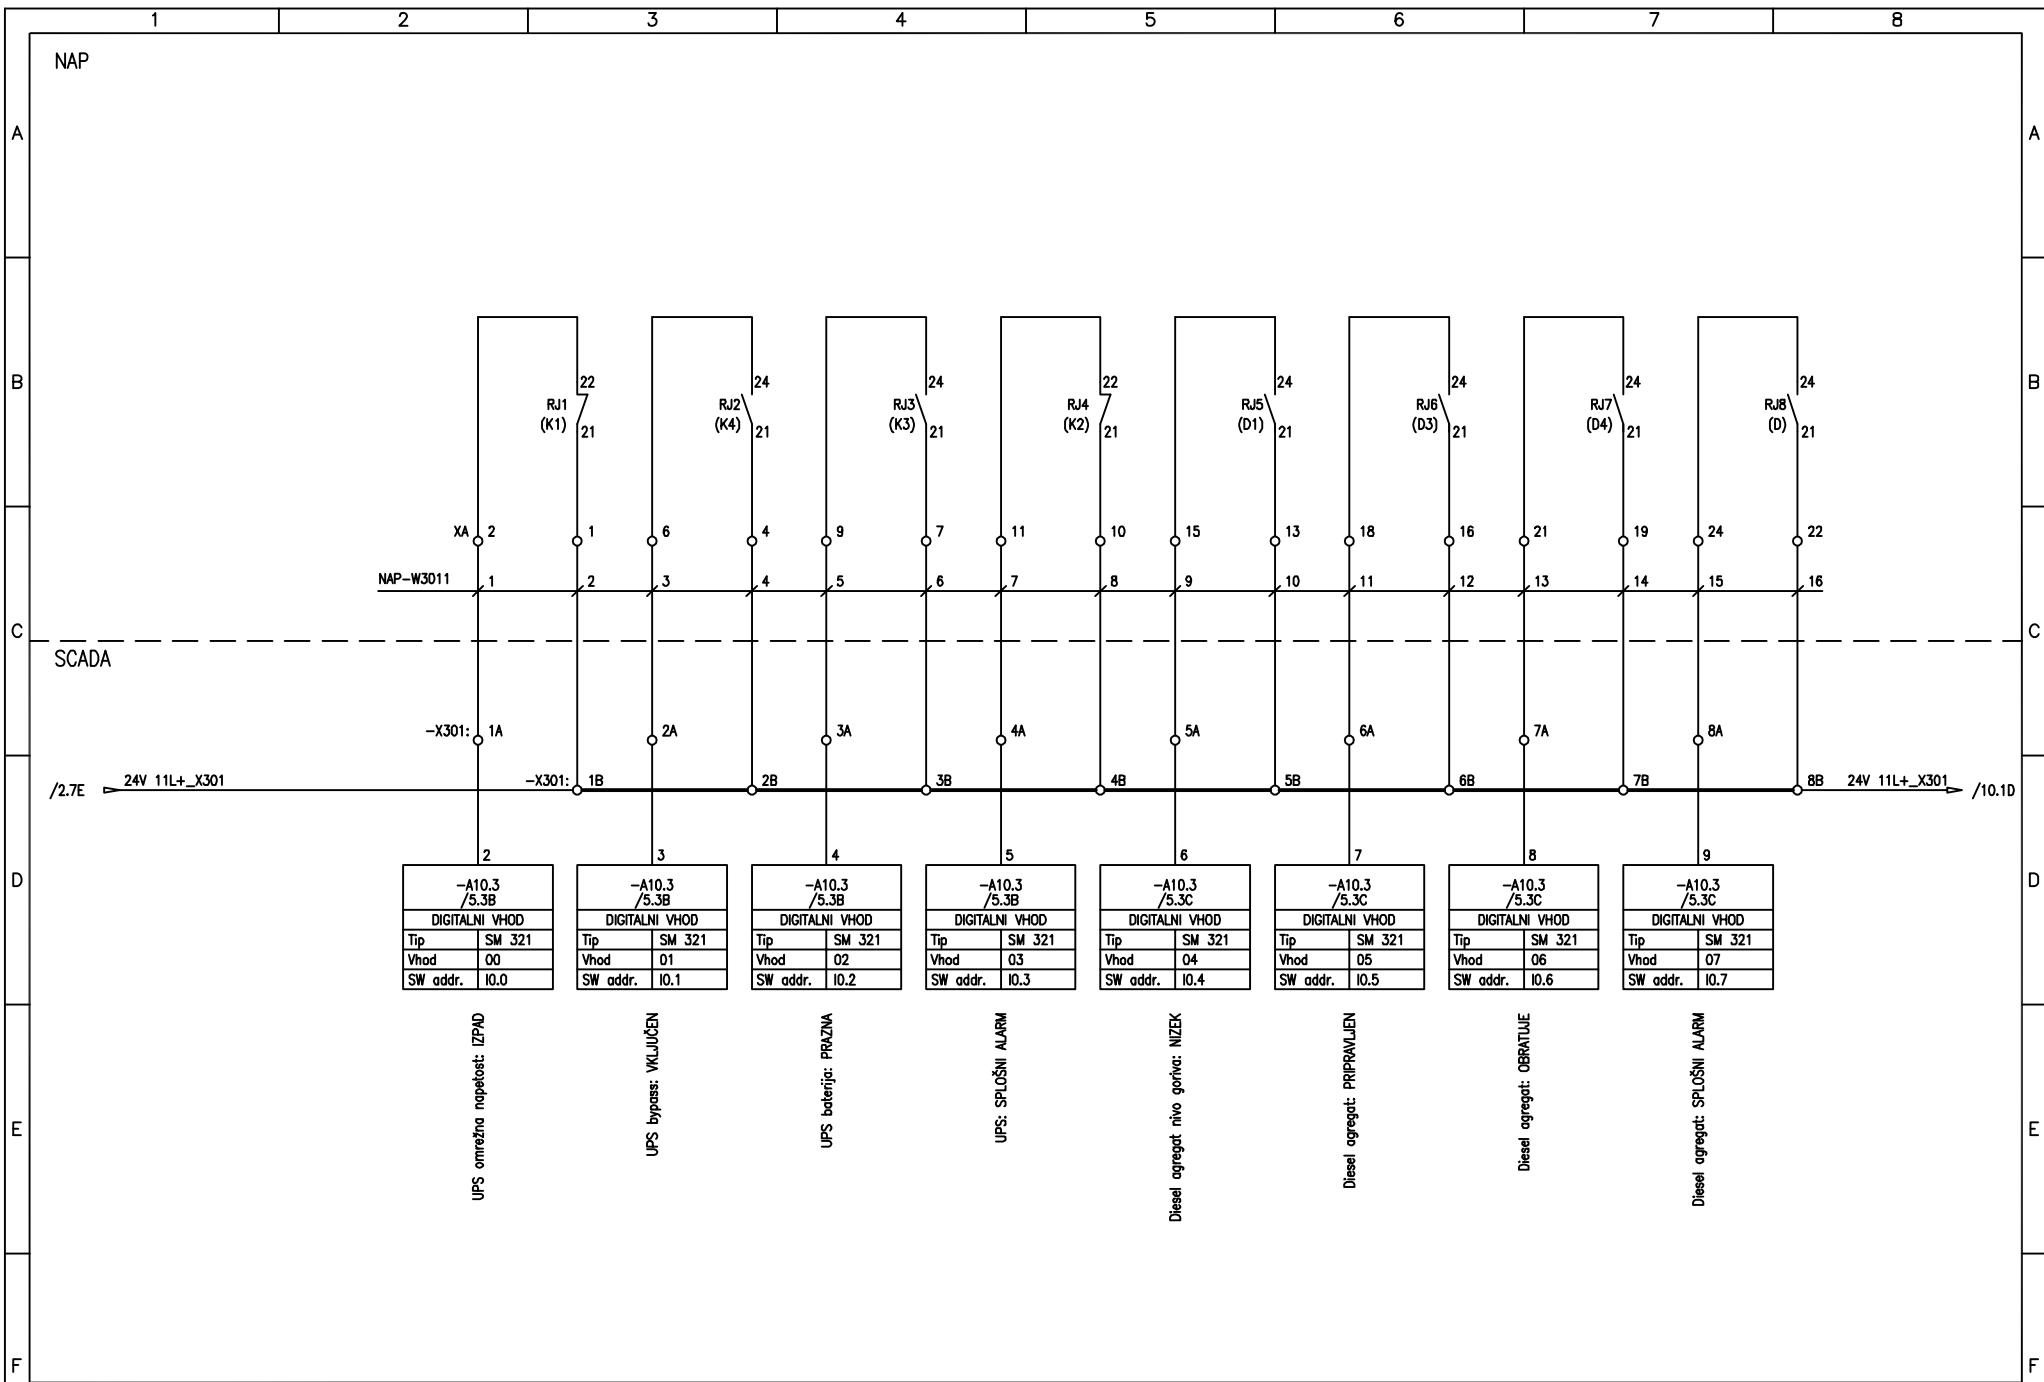 1 2 3 4 5 6 7 8
NAP
A A
B B
22 24 24 22 24 24 24 24
RJ1 RJ2 RJ3 RJ4 RJ5 RJ6 RJ7 RJ8
(K1) (K4) (K3) (K2) (D1) (D3) (D4) (D)
21 21 21 21 21 21 21 21
XA 2 1 6 4 9 7 11 10 15 13 18 16 21 19 24 22
NAP-W3011 1 2 3 4 5 6 7 8 9 10 11 12 13 14 15 16
C C
SCADA
-X301: 1A 2A 3A 4A 5A 6A 7A 8A
/2.7E 24V 11L+_X301 -X301: 1B 2B 3B 4B 5B 6B 7B 8B 24V 11L+_X301 /10.1D
2 3 4 5 6 7 8 9
D D
-A10.3 -A10.3 -A10.3 -A10.3 -A10.3 -A10.3 -A10.3 -A10.3
/5.3B /5.3B /5.3B /5.3B /5.3C /5.3C /5.3C /5.3C
DIGITALNI VHOD DIGITALNI VHOD DIGITALNI VHOD DIGITALNI VHOD DIGITALNI VHOD DIGITALNI VHOD DIGITALNI VHOD DIGITALNI VHOD
Tip SM 321 Tip SM 321 Tip SM 321 Tip SM 321 Tip SM 321 Tip SM 321 Tip SM 321 Tip SM 321
Vhod 00 Vhod 01 Vhod 02 Vhod 03 Vhod 04 Vhod 05 Vhod 06 Vhod 07
SW addr. I0.0 SW addr. I0.1 SW addr. I0.2 SW addr. I0.3 SW addr. I0.4 SW addr. I0.5 SW addr. I0.6 SW addr. I0.7
UPS omrežna napetost: IZPAD
UPS bypass: VKLJUČEN
UPS baterija: PRAZNA
UPS: SPLOŠNI ALARM
Diesel agregat nivo goriva: NIZEK
Diesel agregat: PRIPRAVLJEN
Diesel agregat: OBRATUJE
Diesel agregat: SPLOŠNI ALARM
E E
F F